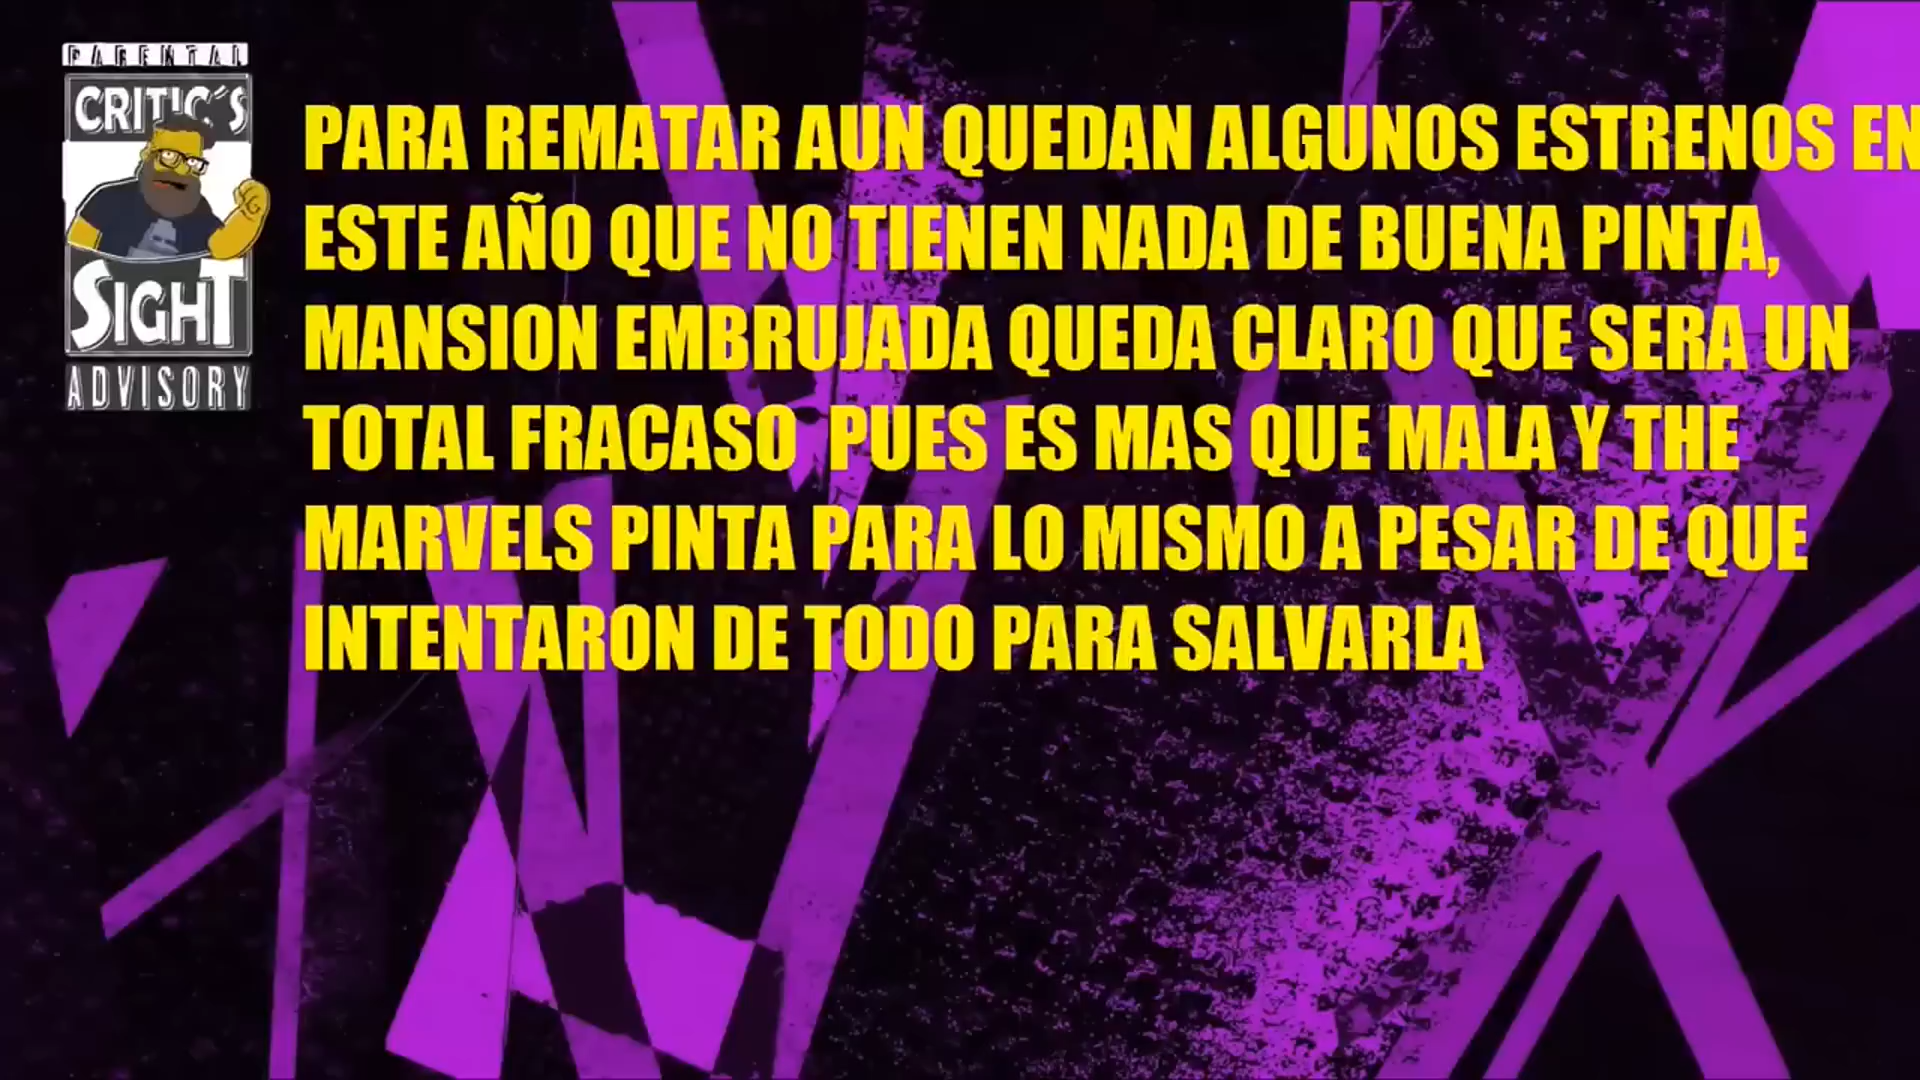 PARENTAL
CRITIC´S
SIGHT
ADVISORY
PARA REMATAR AUN QUEDAN ALGUNOS ESTRENOS EN
ESTE AÑO QUE NO TIENEN NADA DE BUENA PINTA,
MANSION EMBRUJADA QUEDA CLARO QUE SERA UN
TOTAL FRACASO PUES ES MAS QUE MALA Y THE
MARVELS PINTA PARA LO MISMO A PESAR DE QUE
INTENTARON DE TODO PARA SALVARLA